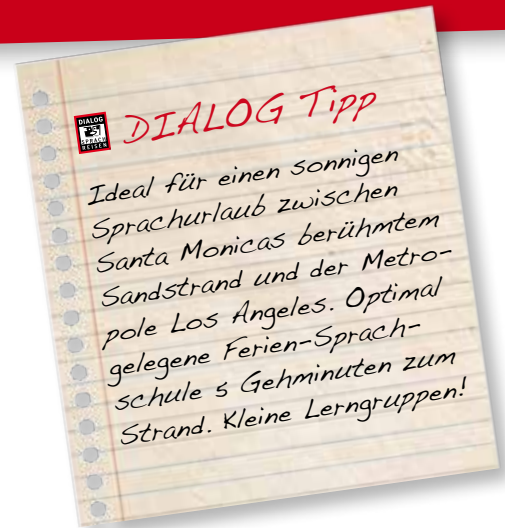 DIALOG
SPRACH
REISEN
DIALOG Tipp
Ideal für einen sonnigen
Sprachurlaub zwischen
Santa Monicas berühmtem
Sandstrand und der Metro-
pole Los Angeles. Optimal
gelegene Ferien-Sprach-
schule 5 Gehminuten zum
Strand. Kleine Lerngruppen!